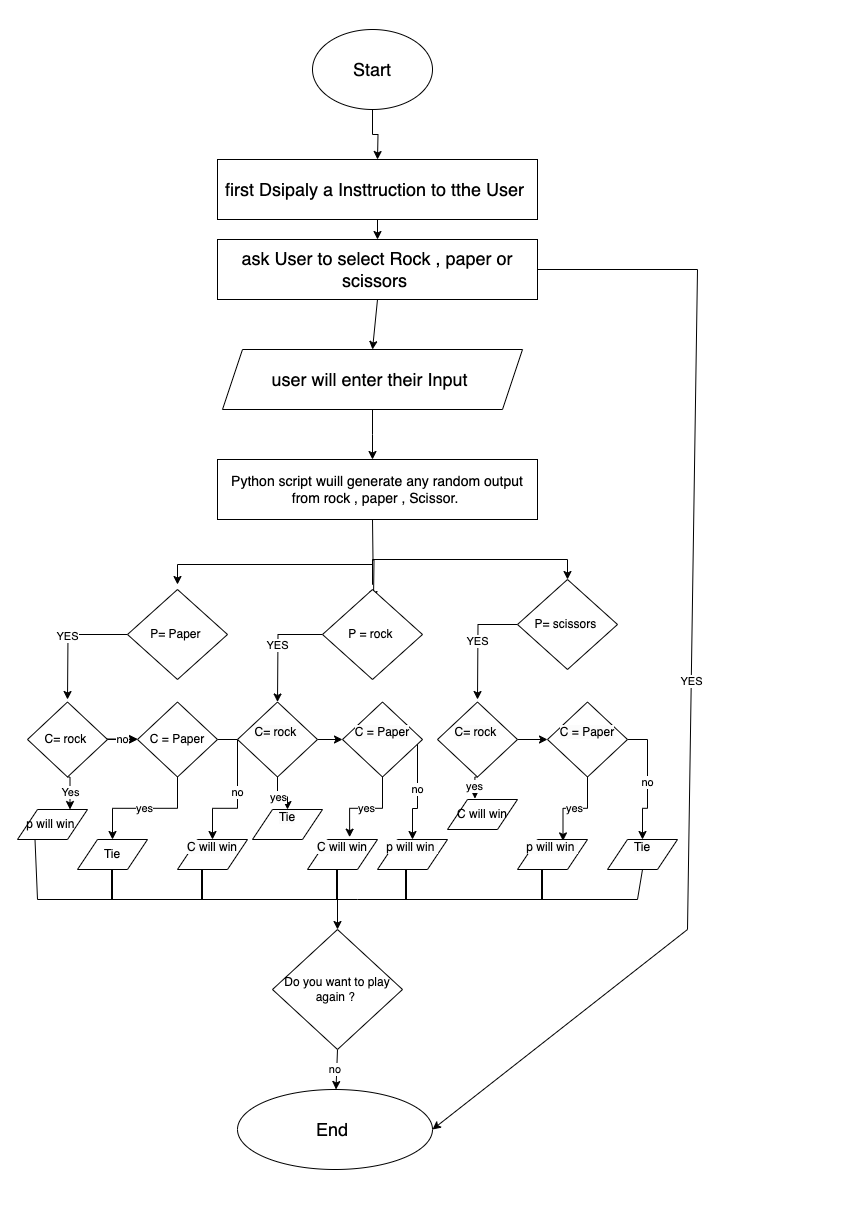 Start
first Dsipaly a Insttruction to tthe User
ask User to select Rock , paper or
scissors
user will enter their Input
Python script wuill generate any random output
from rock , paper , Scissor.
P= Paper
P = rock
P= scissors
YES
YES
YES
YES
C= rock
no
C = Paper
C= rock
C = Paper
C= rock
C = Paper
Yes
yes
no
yes
yes
no
yes
yes
no
p will win
Tie
C will win
Tie
C will win
p will win
C will win
p will win
Tie
Do you want to play
again ?
no
End